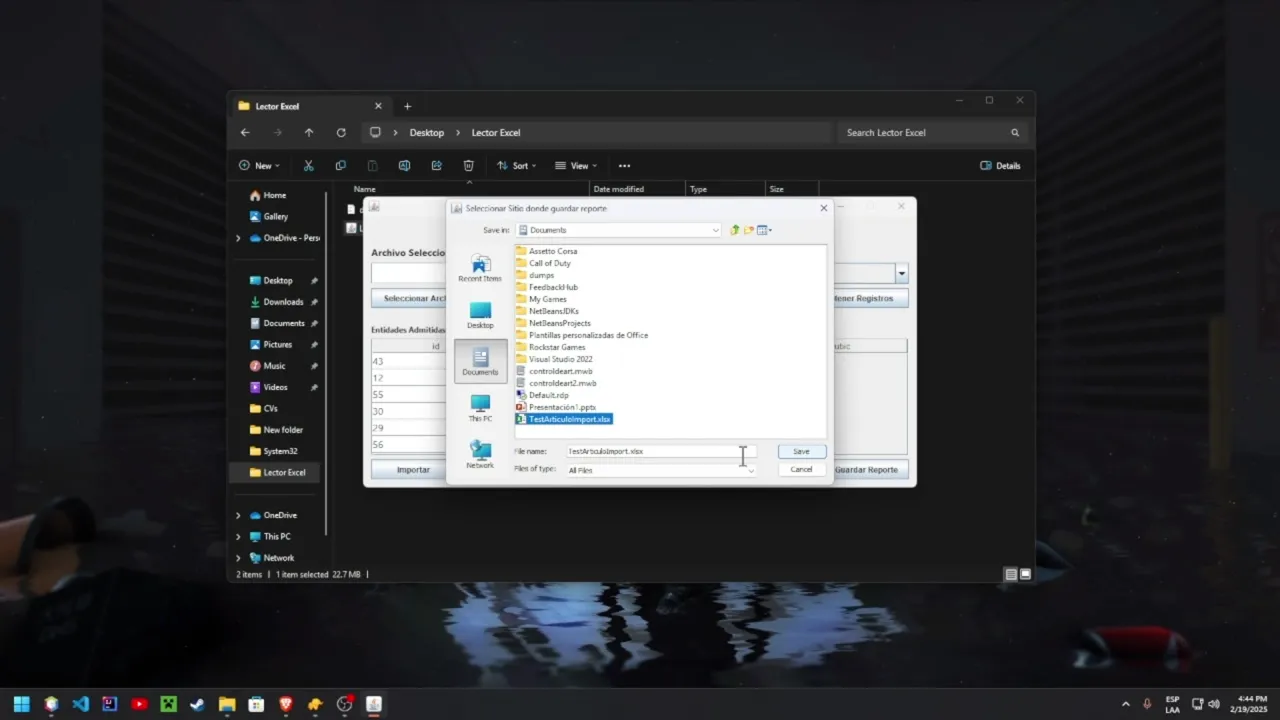 Lector Excel
Desktop > Lector Excel
Search Lector Excel
New
Sort
View
Details
Name
Date modified
Type
Size
Home
Gallery
OneDrive - Pers
Desktop
Downloads
Documents
Pictures
Music
Videos
CVs
New folder
System32
Lector Excel
OneDrive
This PC
Network
2 items | 1 item selected 22.7 MB |
Archivo Seleccio
Seleccionar Arc
Entidades Admitidas
id
43
12
55
30
29
56
Importar
tener Registros
Guardar Reporte
Seleccionar Sitio donde guardar reporte
Save in:
Documents
Recent Items
Desktop
Documents
This PC
Network
Assetto Corsa
Call of Duty
dumps
FeedbackHub
My Games
NetBeansJDKs
NetBeansProjects
Plantillas personalizadas de Office
Rockstar Games
Visual Studio 2022
controldeart.mwb
controldeart2.mwb
Default.rdp
Presentación1.pptx
TestArticuloImport.xlsx
File name:
TestArticuloImport.xlsx
Save
Files of type:
All Files
Cancel
ESP
LAA
4:44 PM
2/19/2025